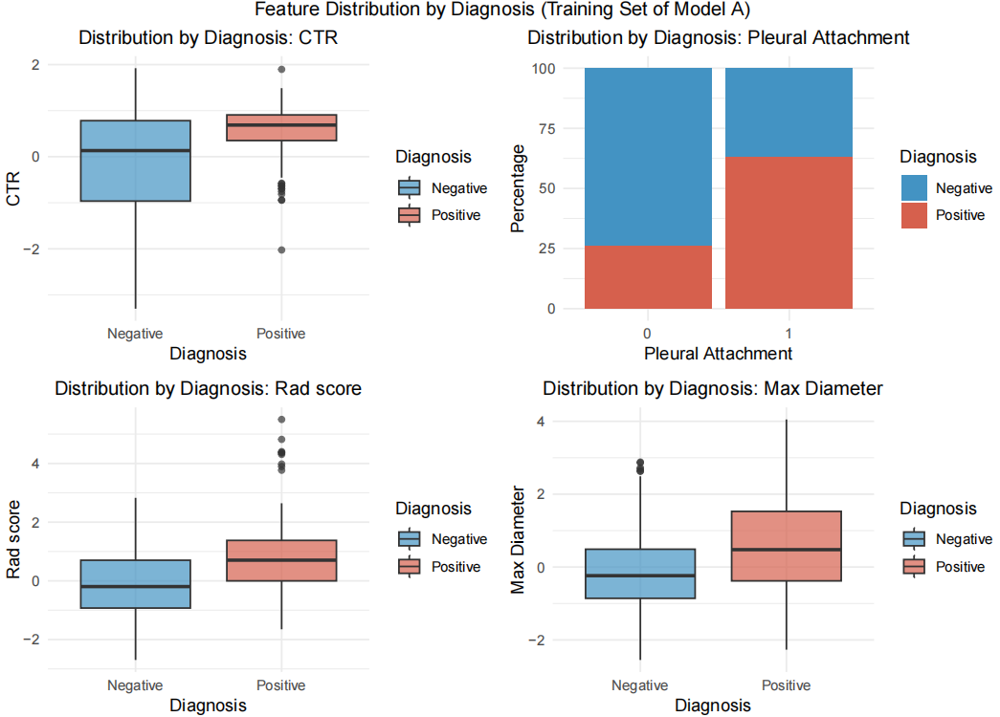 Feature Distribution by Diagnosis (Training Set of Model A)
Distribution by Diagnosis: CTR
2
0
−2
CTR
Negative
Positive
Diagnosis
Diagnosis
Negative
Positive
Distribution by Diagnosis: Pleural Attachment
100
75
50
25
0
Percentage
0
1
Pleural Attachment
Diagnosis
Negative
Positive
Distribution by Diagnosis: Rad score
4
2
0
−2
Rad score
Negative
Positive
Diagnosis
Diagnosis
Negative
Positive
Distribution by Diagnosis: Max Diameter
4
2
0
−2
Max Diameter
Negative
Positive
Diagnosis
Diagnosis
Negative
Positive